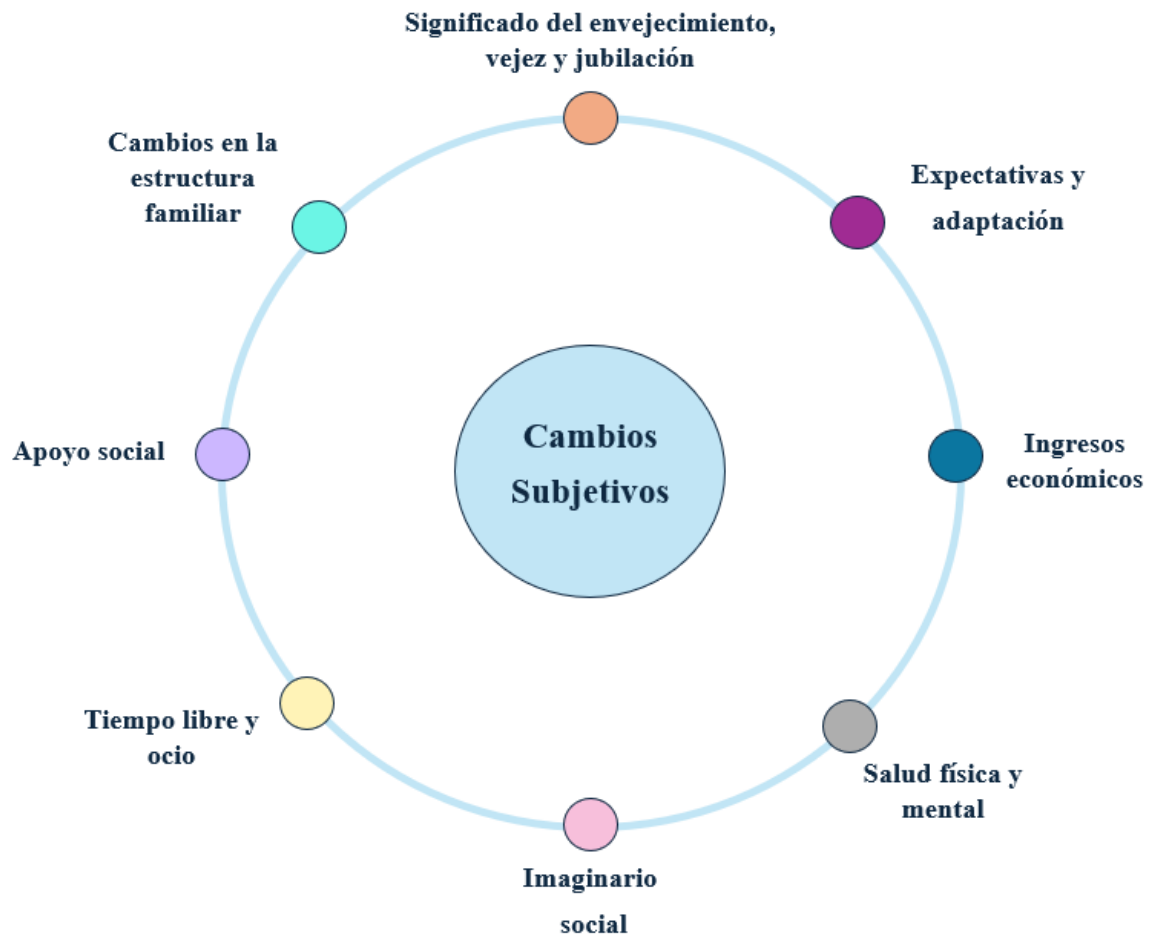 Significado del envejecimiento,
vejez y jubilación
Cambios en la
estructura
familiar
Expectativas y
adaptación
Cambios
Subjetivos
Apoyo social
Ingresos
económicos
Tiempo libre y
ocio
Salud física y
mental
Imaginario
social